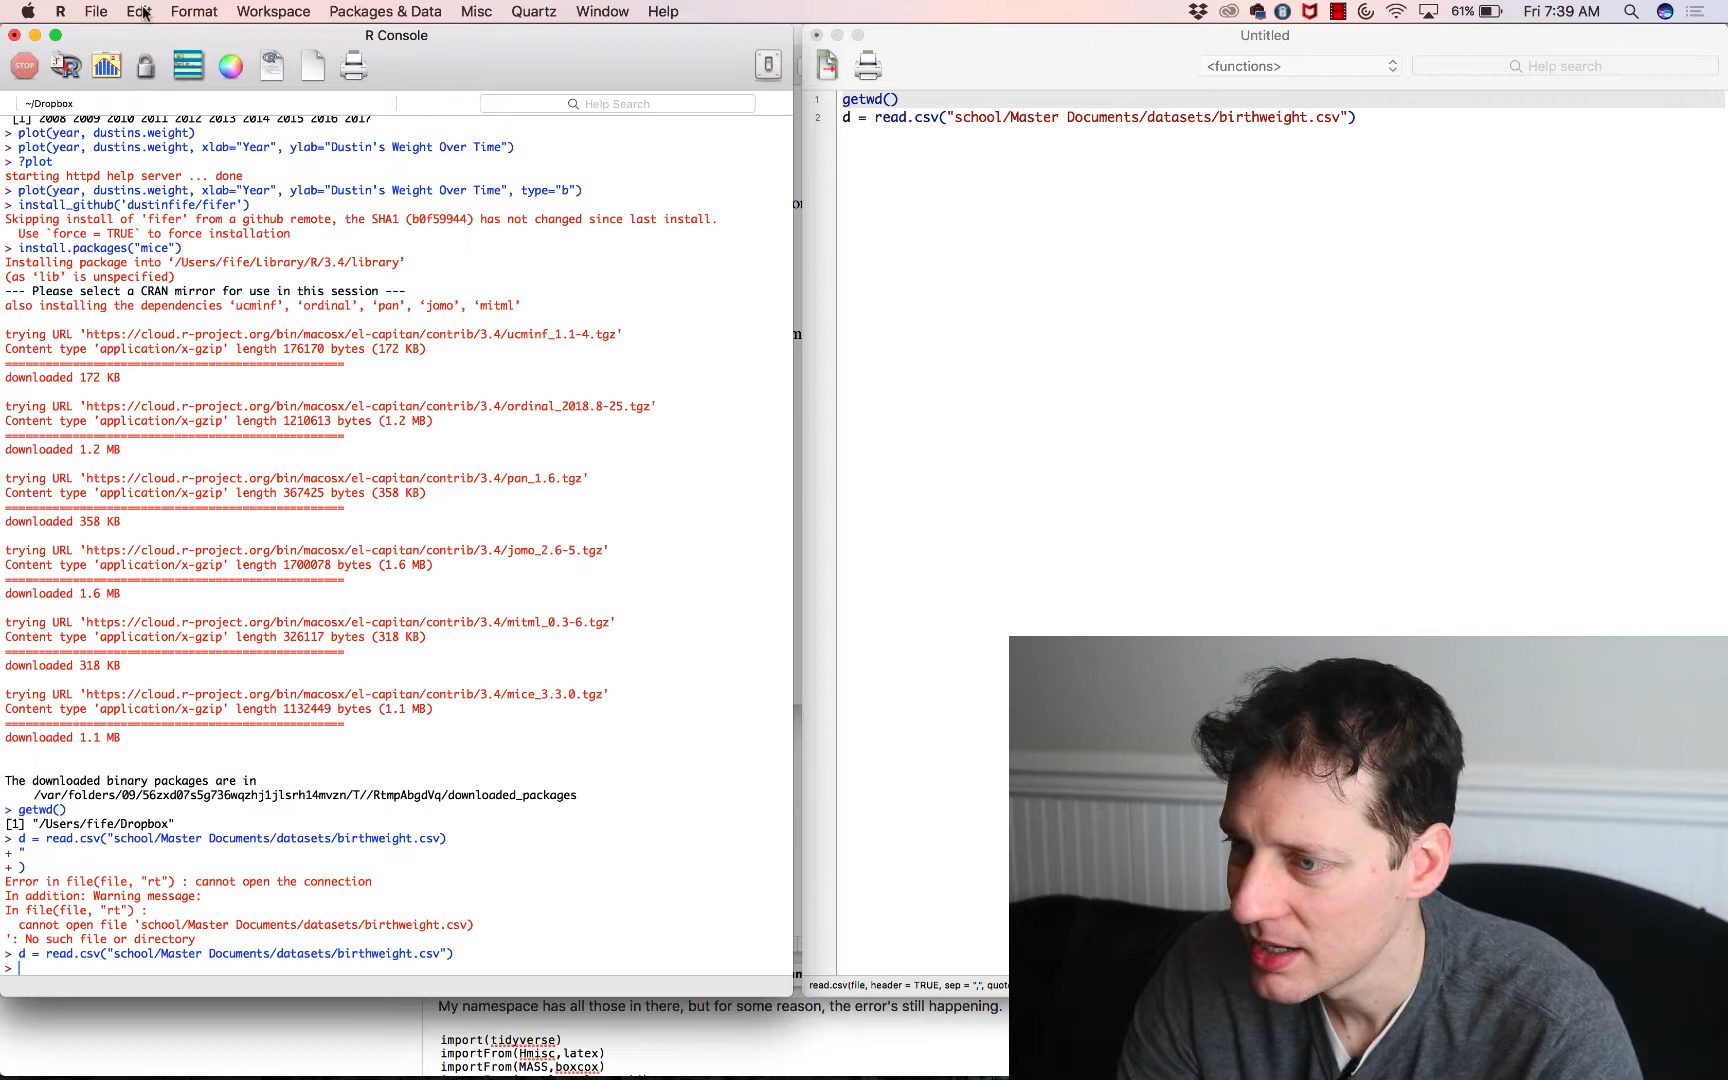 R File Edit Format Workspace Packages & Data Misc Quartz Window Help
61% Fri 7:39 AM
R Console
Untitled
STOP
<functions>
Help search
~/Dropbox
Help Search
[1] 2008 2009 2010 2011 2012 2013 2014 2015 2016 2017
> plot(year, dustins.weight)
> plot(year, dustins.weight, xlab="Year", ylab="Dustin's Weight Over Time")
> ?plot
starting httpd help server ... done
> plot(year, dustins.weight, xlab="Year", ylab="Dustin's Weight Over Time", type="b")
> install_github('dustinfife/fifer')
Skipping install of 'fifer' from a github remote, the SHA1 (b0f59944) has not changed since last install.
Use `force = TRUE` to force installation
> install.packages("mice")
Installing package into ‘/Users/fife/Library/R/3.4/library’
(as ‘lib’ is unspecified)
--- Please select a CRAN mirror for use in this session ---
also installing the dependencies ‘ucminf’, ‘ordinal’, ‘pan’, ‘jomo’, ‘mitml’
trying URL 'https://cloud.r-project.org/bin/macosx/el-capitan/contrib/3.4/ucminf_1.1-4.tgz'
Content type 'application/x-gzip' length 176170 bytes (172 KB)
==================================================
downloaded 172 KB
trying URL 'https://cloud.r-project.org/bin/macosx/el-capitan/contrib/3.4/ordinal_2018.8-25.tgz'
Content type 'application/x-gzip' length 1210613 bytes (1.2 MB)
==================================================
downloaded 1.2 MB
trying URL 'https://cloud.r-project.org/bin/macosx/el-capitan/contrib/3.4/pan_1.6.tgz'
Content type 'application/x-gzip' length 367425 bytes (358 KB)
==================================================
downloaded 358 KB
trying URL 'https://cloud.r-project.org/bin/macosx/el-capitan/contrib/3.4/jomo_2.6-5.tgz'
Content type 'application/x-gzip' length 1700078 bytes (1.6 MB)
==================================================
downloaded 1.6 MB
trying URL 'https://cloud.r-project.org/bin/macosx/el-capitan/contrib/3.4/mitml_0.3-6.tgz'
Content type 'application/x-gzip' length 326117 bytes (318 KB)
==================================================
downloaded 318 KB
trying URL 'https://cloud.r-project.org/bin/macosx/el-capitan/contrib/3.4/mice_3.3.0.tgz'
Content type 'application/x-gzip' length 1132449 bytes (1.1 MB)
==================================================
downloaded 1.1 MB
The downloaded binary packages are in
/var/folders/09/56zxd07s5g736wqzhj1jlsrh14mvzn/T//RtmpAbgdVq/downloaded_packages
> getwd()
[1] "/Users/fife/Dropbox"
> d = read.csv("school/Master Documents/datasets/birthweight.csv)
+ "
+ )
Error in file(file, "rt") : cannot open the connection
In addition: Warning message:
In file(file, "rt") :
cannot open file 'school/Master Documents/datasets/birthweight.csv)
': No such file or directory
> d = read.csv("school/Master Documents/datasets/birthweight.csv")
>
1 getwd()
2 d = read.csv("school/Master Documents/datasets/birthweight.csv")
read.csv(file, header = TRUE, sep = ",", quot
My namespace has all those in there, but for some reason, the error's still happening.
import(tidyverse)
importFrom(Hmisc,latex)
importFrom(MASS,boxcox)